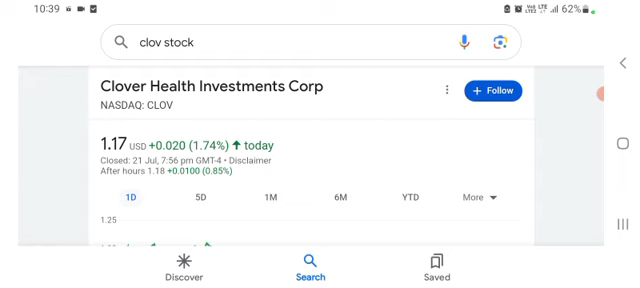 10:39 62%
clov stock
Clover Health Investments Corp
NASDAQ: CLOV
+ Follow
1.17 USD +0.020 (1.74%) ↑ today
Closed: 21 Jul, 7:56 pm GMT-4 • Disclaimer
After hours 1.18 +0.0100 (0.85%)
1D 5D 1M 6M YTD More
1.25
Discover Search Saved